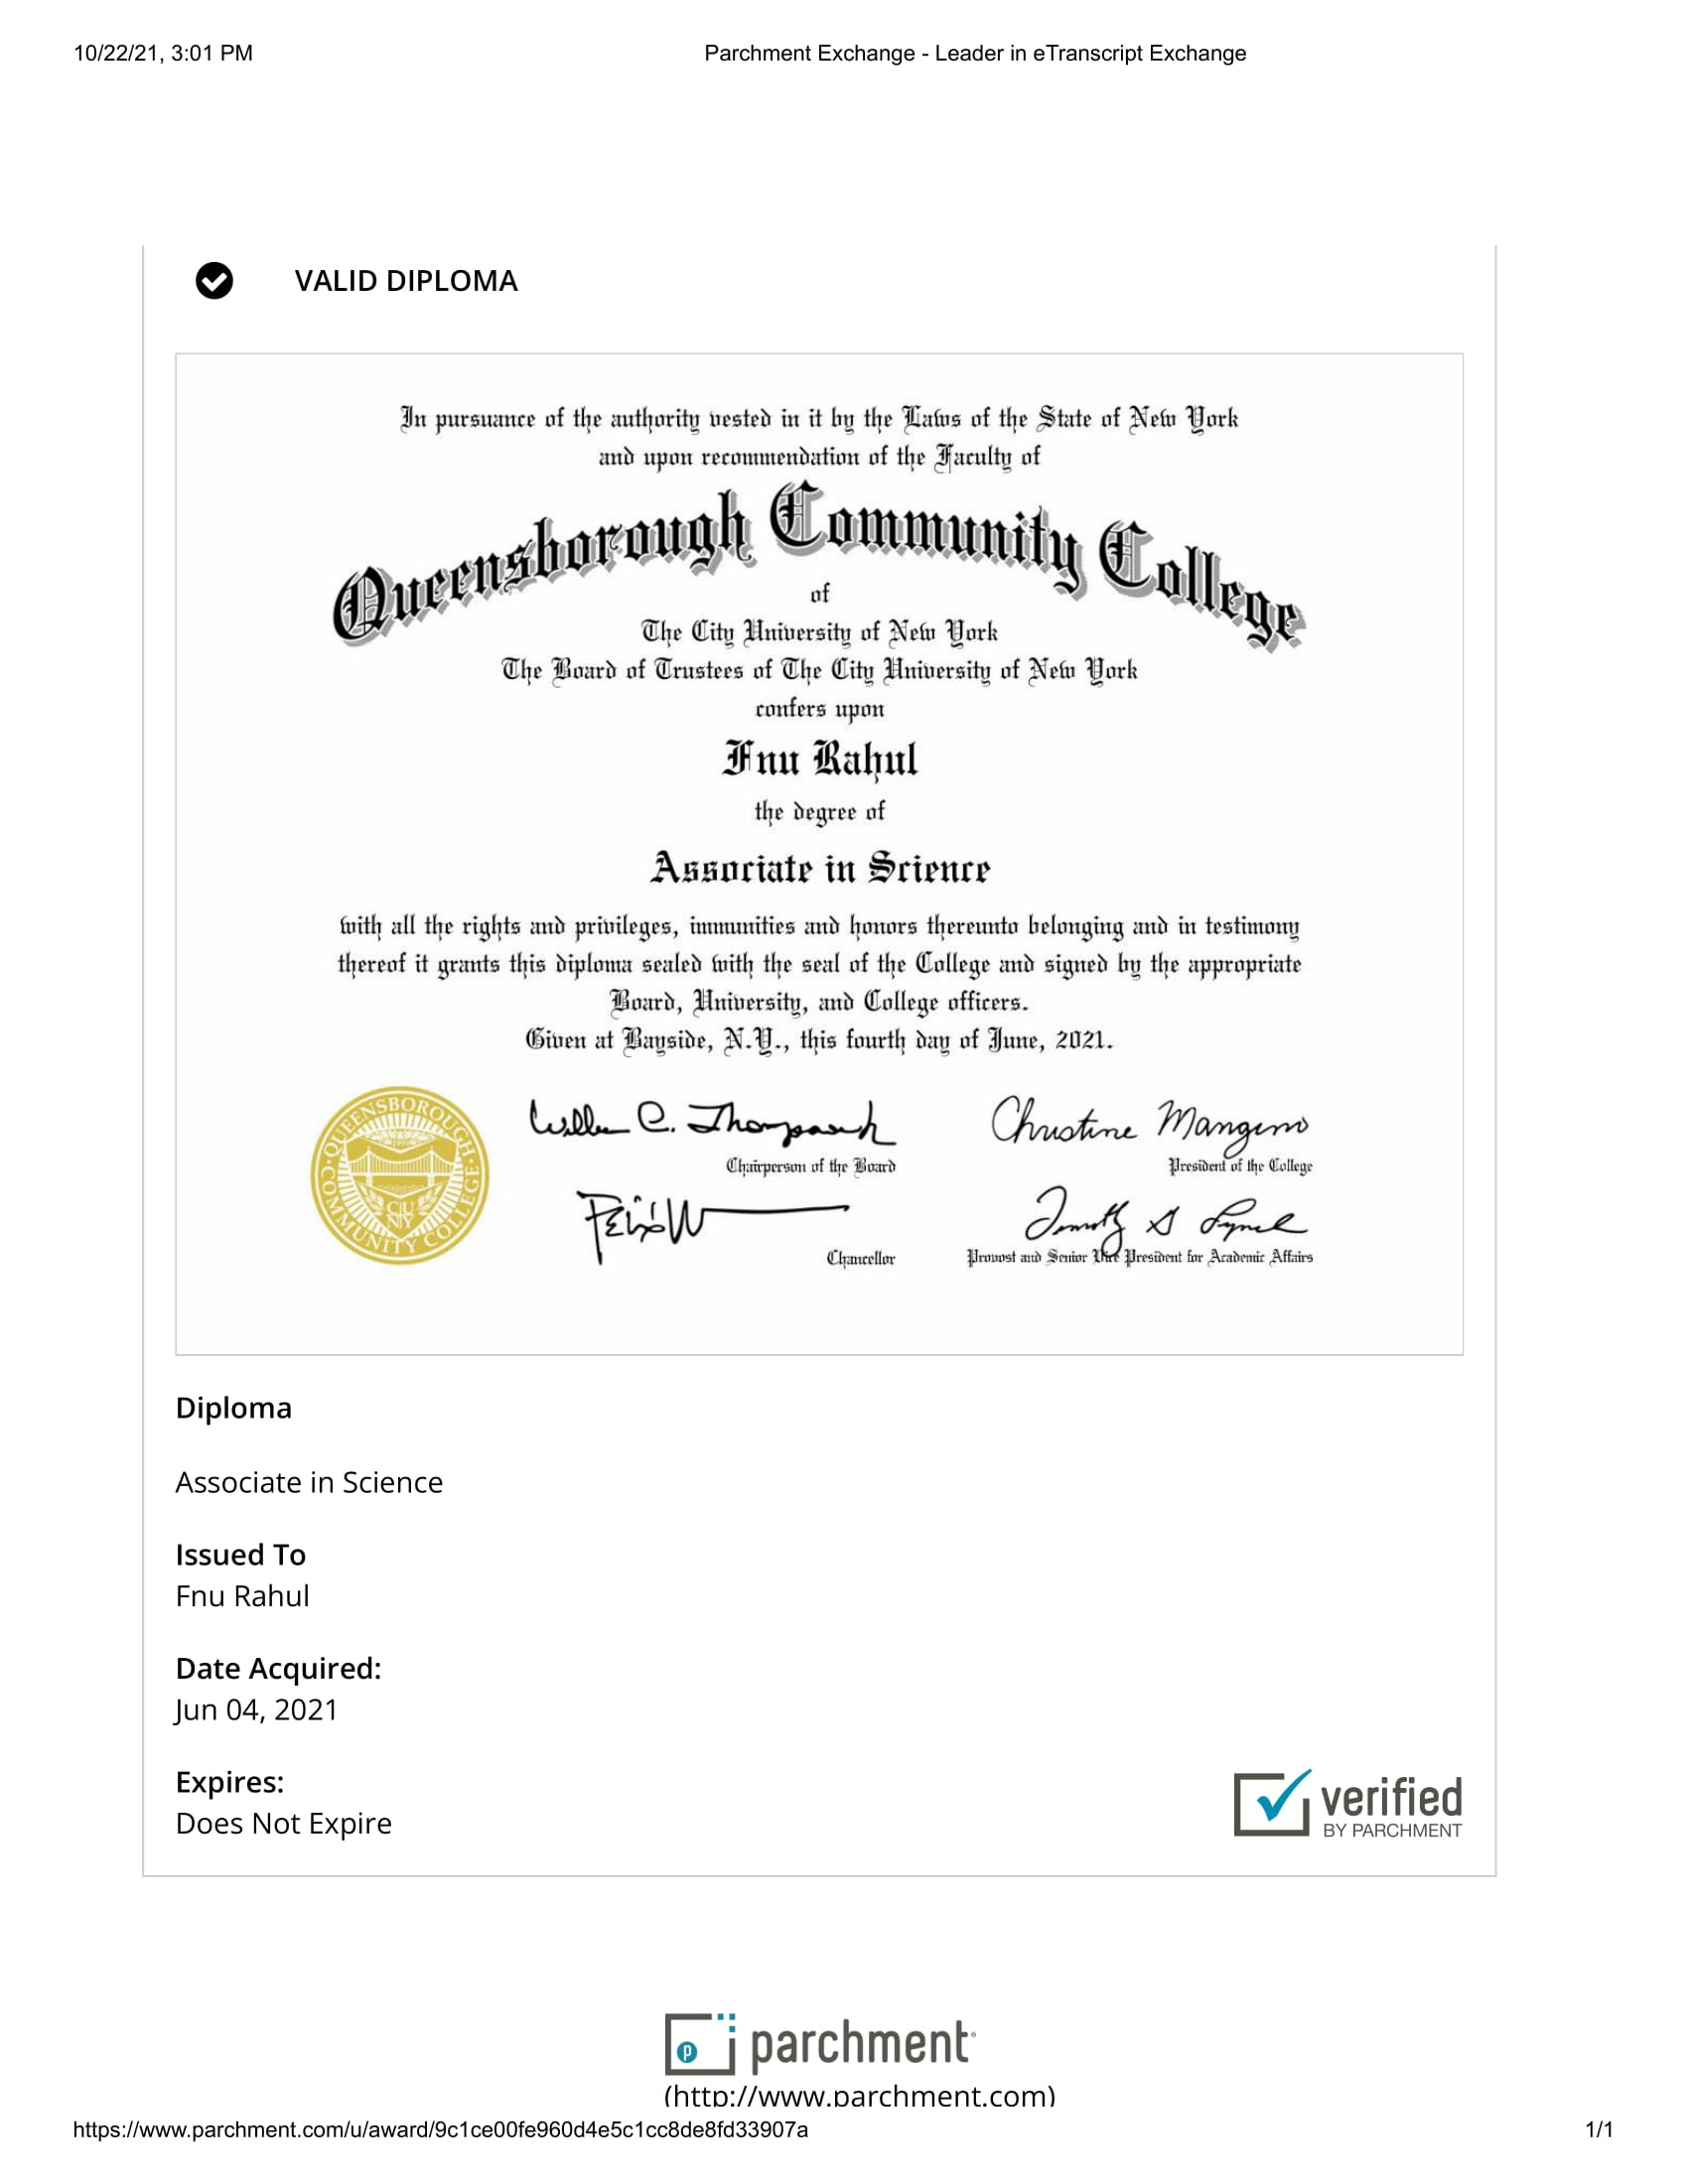 10/22/21, 3:01 PM
Parchment Exchange - Leader in eTranscript Exchange
VALID DIPLOMA
In pursuance of the authority vested in it by the Laws of the State of New York
and upon recommendation of the Faculty of
Queensborough Community College
of
The City University of New York
The Board of Trustees of The City University of New York
confers upon
Fnu Rahul
the degree of
Associate in Science
with all the rights and privileges, immunities and honors thereunto belonging and in testimony
thereof it grants this diploma sealed with the seal of the College and signed by the appropriate
Board, University, and College officers.
Given at Bayside, N.Y., this fourth day of June, 2021.
QUEENSBOROUGH COMMUNITY COLLEGE
CUNY
William C. Thompson
Christine Mangino
Chairperson of the Board
President of the College
Timothy G Lynch
Chancellor
Provost and Senior Vice President for Academic Affairs
Diploma
Associate in Science
Issued To
Fnu Rahul
Date Acquired:
Jun 04, 2021
Expires:
Does Not Expire
verified
BY PARCHMENT
parchment
(http://www.parchment.com)
https://www.parchment.com/u/award/9c1ce00fe960d4e5c1cc8de8fd33907a
1/1